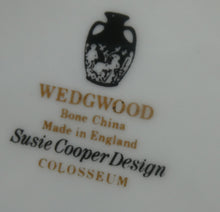 WEDGWOOD
Bone China
Made in England
Susie Cooper Design
COLOSSEUM